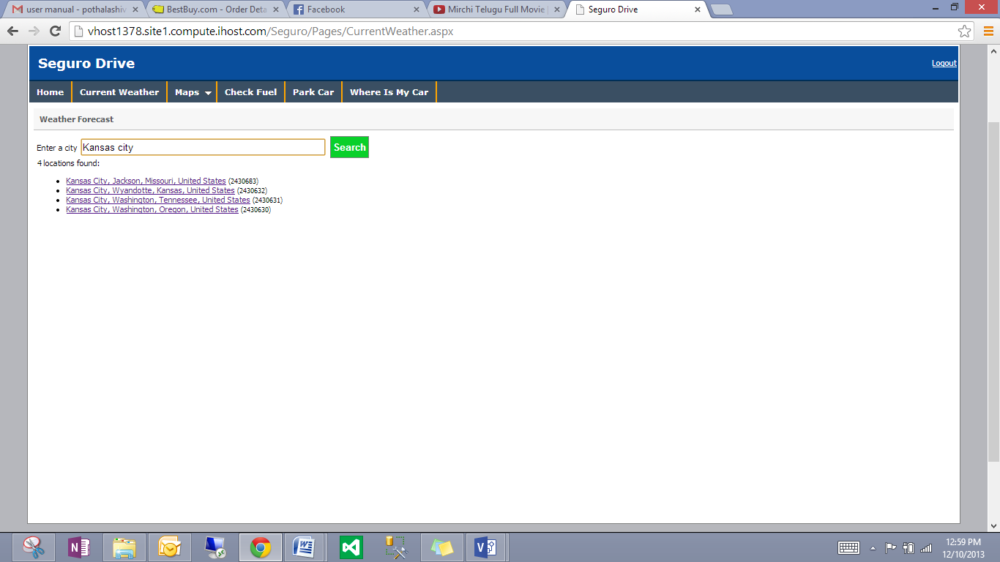 user manual - pothalashiv
BestBuy.com - Order Deta
Facebook
Mirchi Telugu Full Movie
Seguro Drive
vhost1378.site1.compute.ihost.com/Seguro/Pages/CurrentWeather.aspx
Seguro Drive
Logout
Home Current Weather Maps Check Fuel Park Car Where Is My Car
Weather Forecast
Enter a city Kansas city Search
4 locations found:
Kansas City, Jackson, Missouri, United States (2430683)
Kansas City, Wyandotte, Kansas, United States (2430632)
Kansas City, Washington, Tennessee, United States (2430631)
Kansas City, Washington, Oregon, United States (2430630)
12:59 PM
12/10/2013